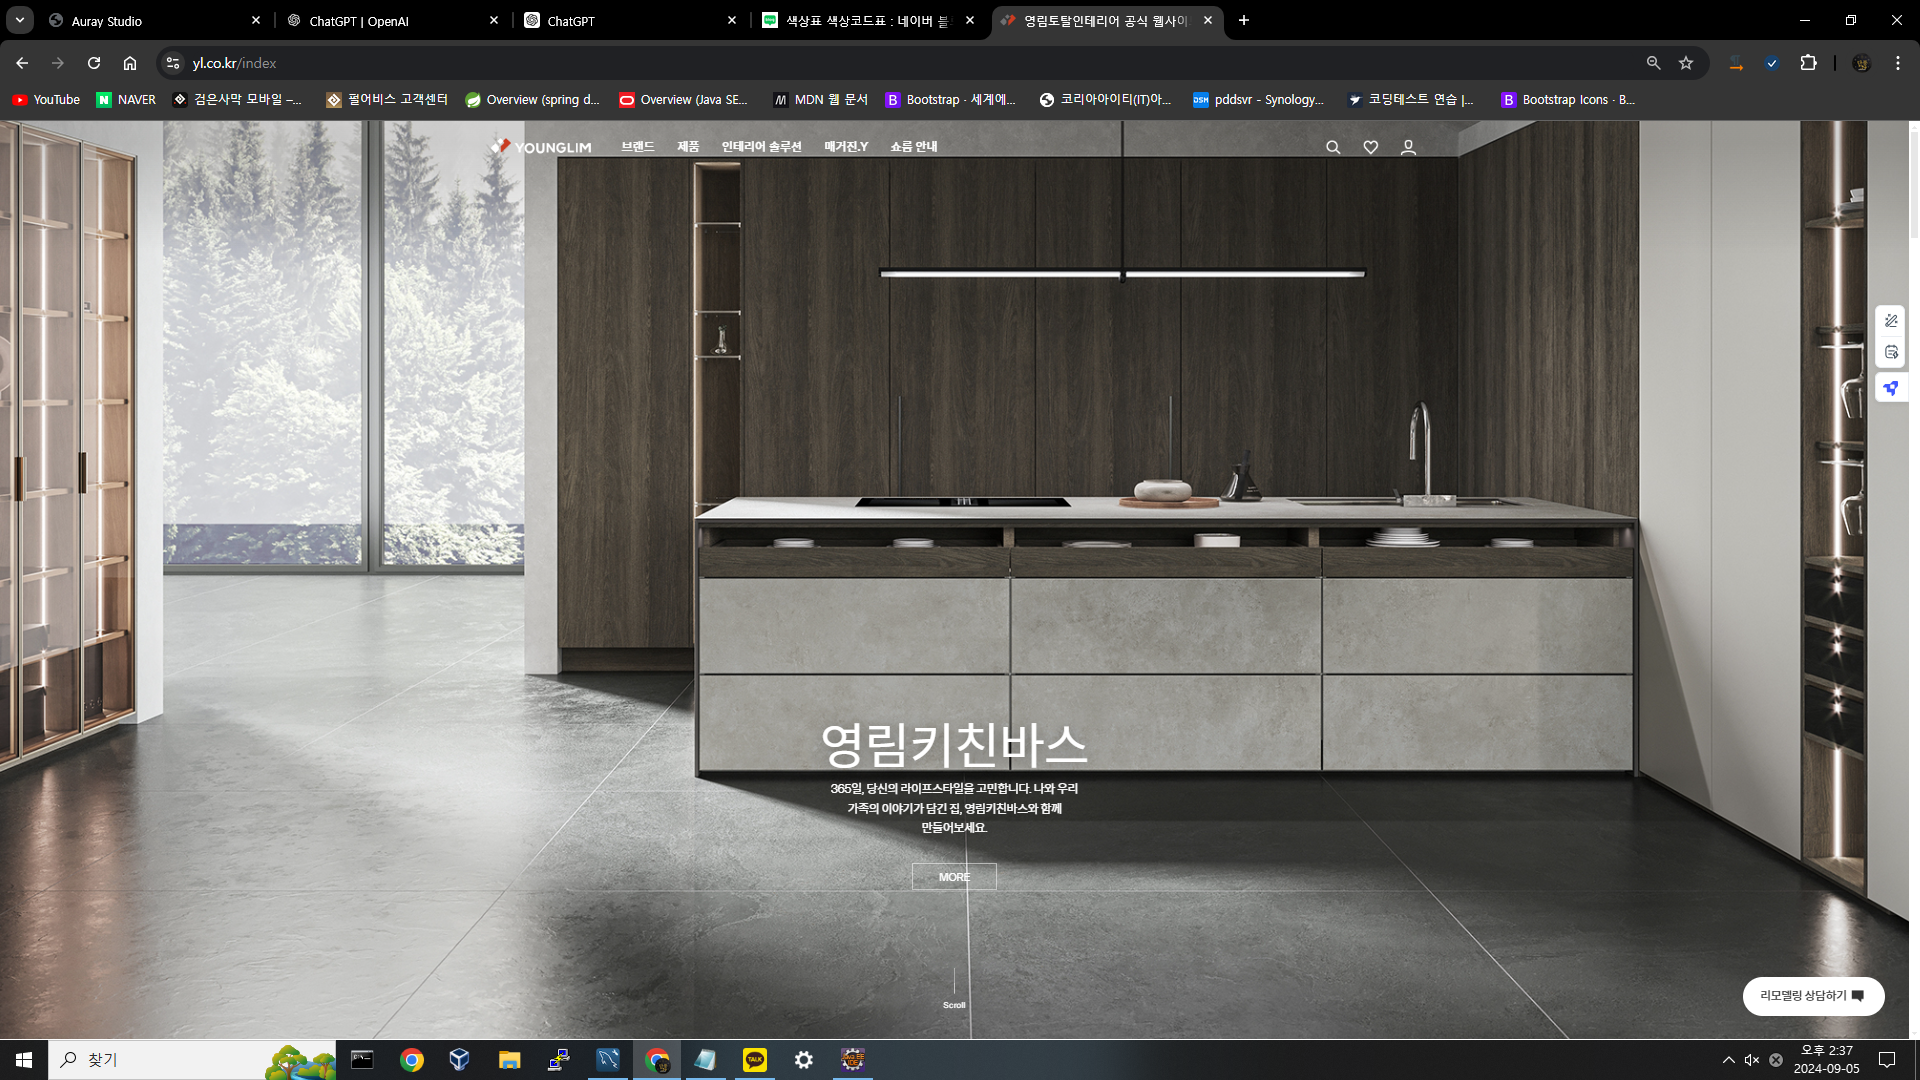 Auray Studio
ChatGPT | OpenAI
ChatGPT
색상표 색상코드표 : 네이버 블
영림토탈인테리어 공식 웹사이
yl.co.kr/index
YouTube
NAVER
검은사막 모바일 –...
펄어비스 고객센터
Overview (spring d...
Overview (Java SE...
MDN 웹 문서
Bootstrap · 세계에...
코리아아이티(IT)아...
pddsvr - Synology...
코딩테스트 연습 |...
Bootstrap Icons · B...
YOUNGLIM
브랜드
제품
인테리어 솔루션
매거진.Y
쇼룸 안내
영림키친바스
365일, 당신의 라이프스타일을 고민합니다. 나와 우리
가족의 이야기가 담긴 집, 영림키친바스와 함께
만들어보세요.
MORE
Scroll
리모델링 상담하기
찾기
TALK
오후 2:37
2024-09-05